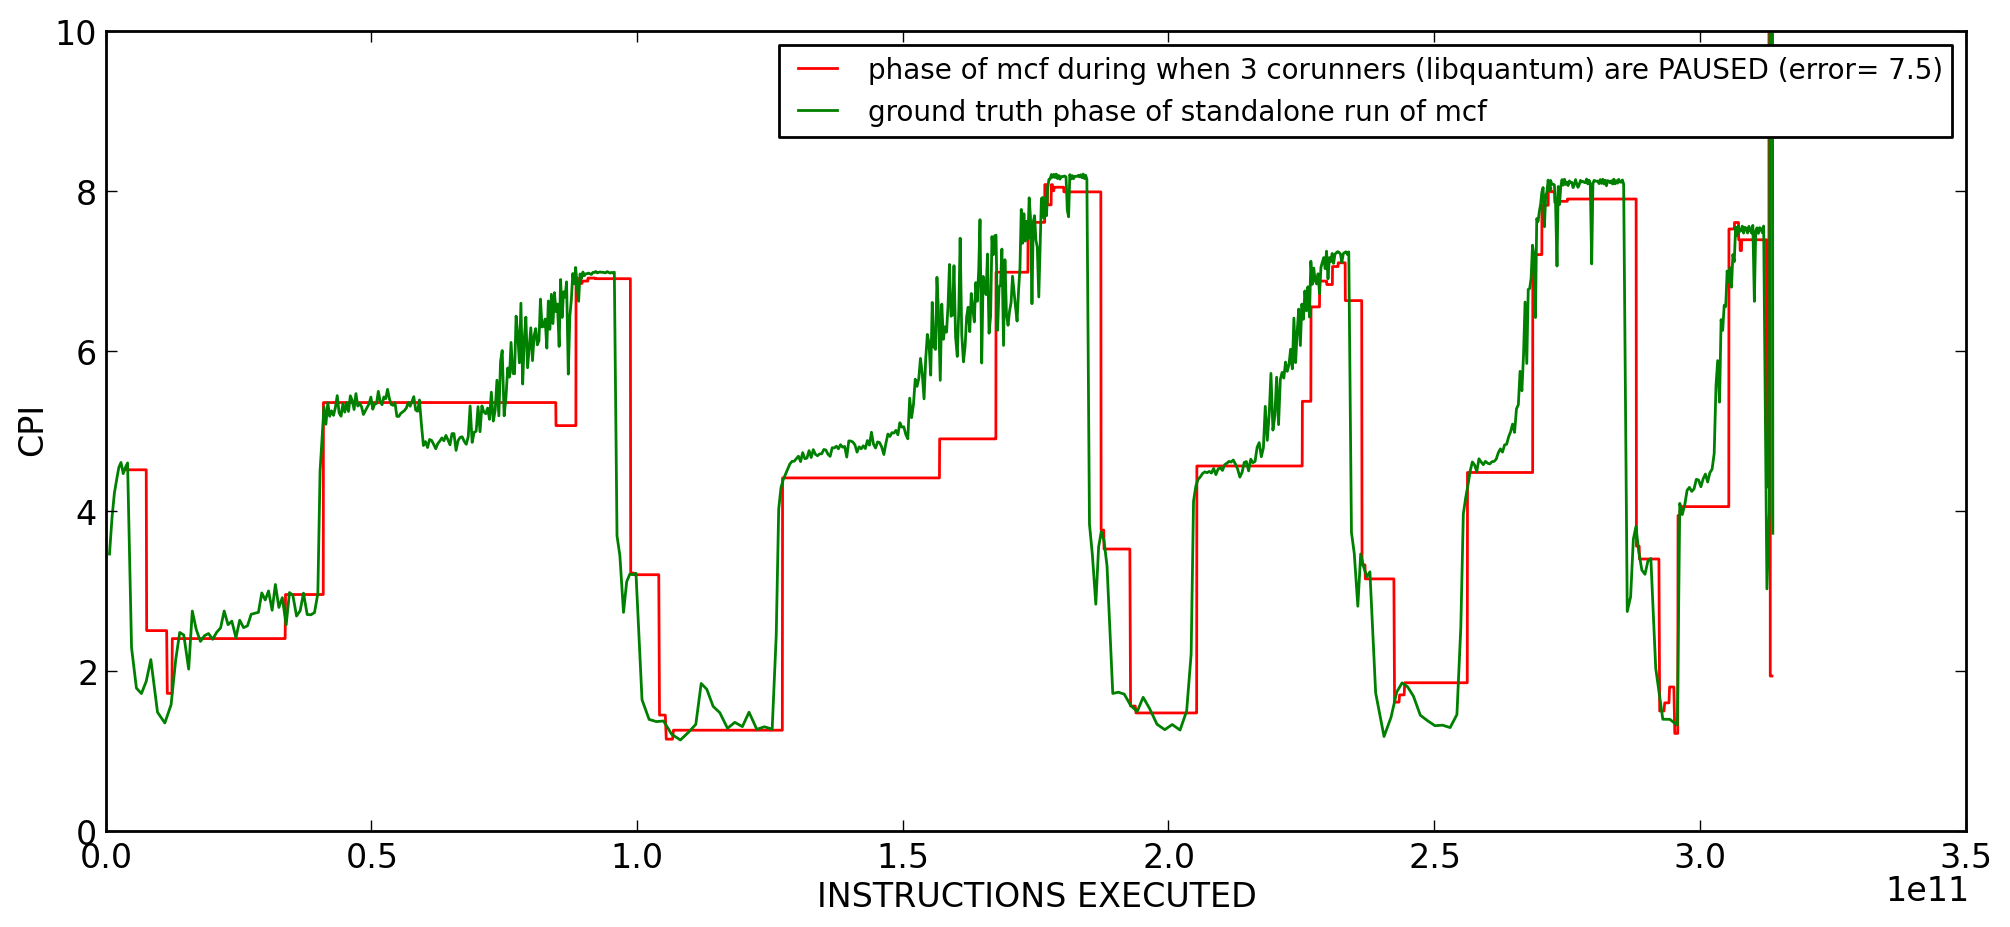 10
8
6
4
2
0
CPI
phase of mcf during when 3 corunners (libquantum) are PAUSED (error= 7.5)
ground truth phase of standalone run of mcf
0.0 0.5 1.0 1.5 2.0 2.5 3.0 3.5
1e11
INSTRUCTIONS EXECUTED